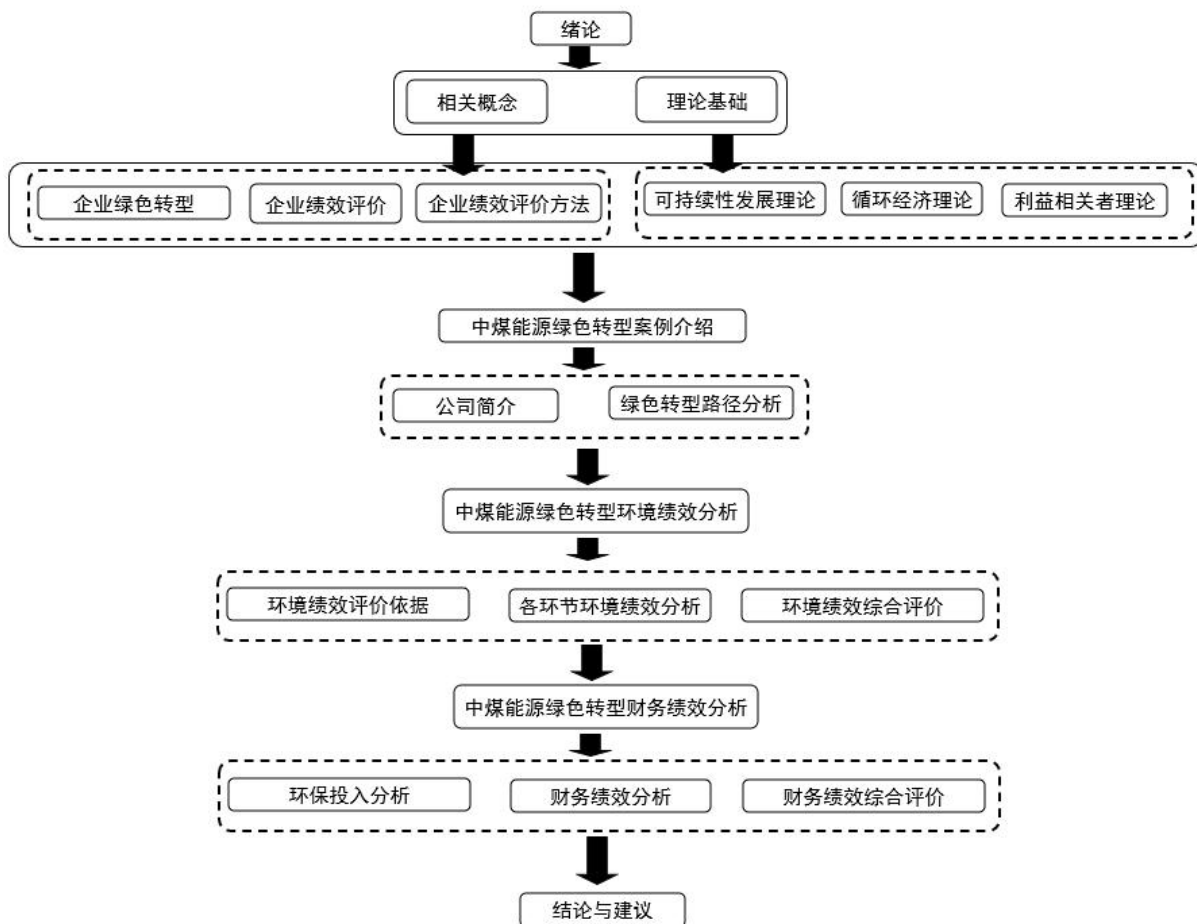 绪论
相关概念
理论基础
企业绿色转型
企业绩效评价
企业绩效评价方法
可持续性发展理论
循环经济理论
利益相关者理论
中煤能源绿色转型案例介绍
公司简介
绿色转型路径分析
中煤能源绿色转型环境绩效分析
环境绩效评价依据
各环节环境绩效分析
环境绩效综合评价
中煤能源绿色转型财务绩效分析
环保投入分析
财务绩效分析
财务绩效综合评价
结论与建议